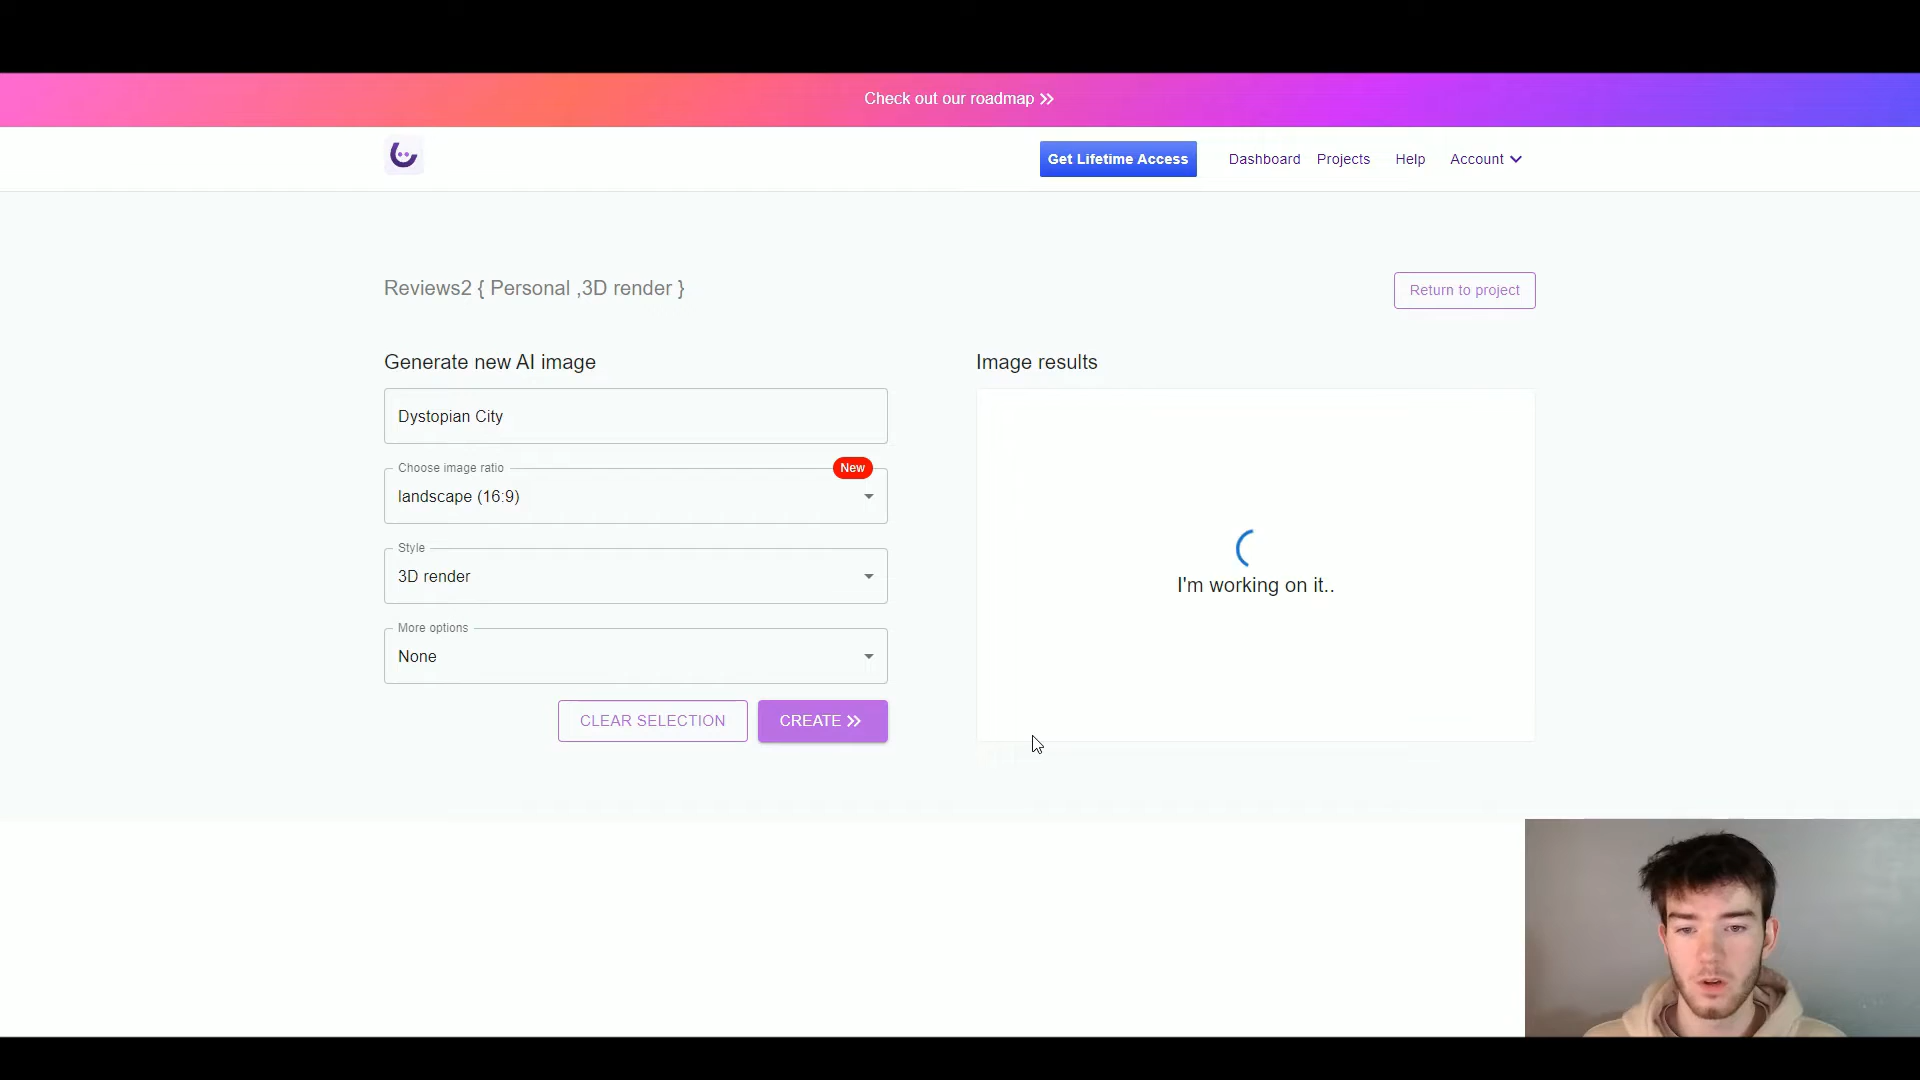 Check out our roadmap
Get Lifetime Access
Dashboard
Projects
Help
Account
Reviews2 { Personal ,3D render }
Return to project
Generate new AI image
Image results
Dystopian City
Choose image ratio
New
landscape (16:9)
Style
3D render
I'm working on it..
More options
None
CLEAR SELECTION
CREATE